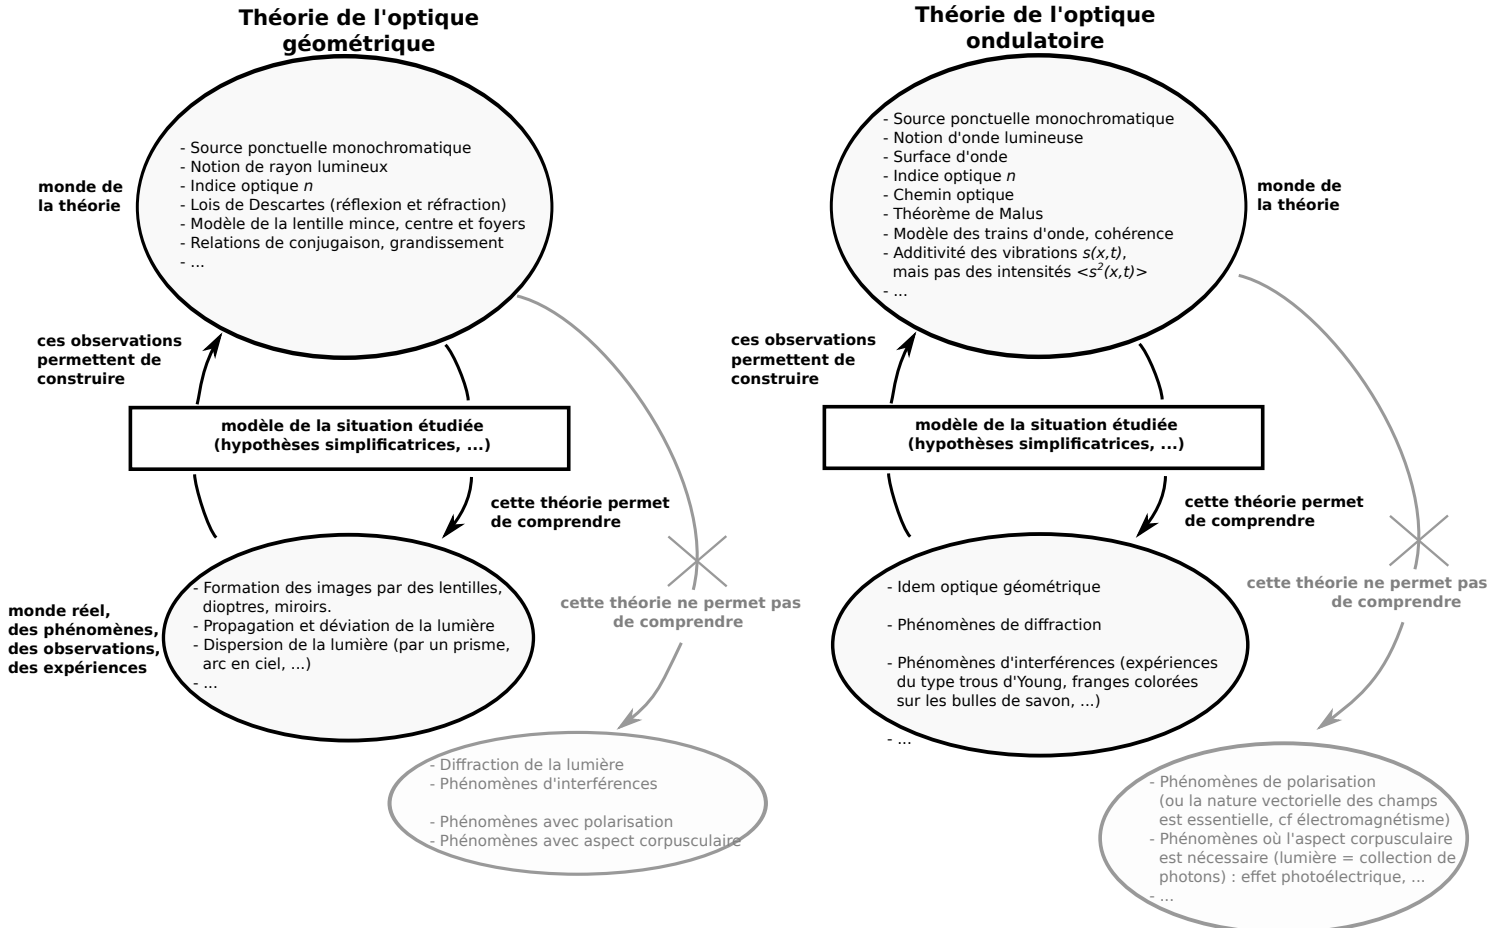 Théorie de l'optique
géométrique
monde de
la théorie
- Source ponctuelle monochromatique
- Notion de rayon lumineux
- Indice optique n
- Lois de Descartes (réflexion et réfraction)
- Modèle de la lentille mince, centre et foyers
- Relations de conjugaison, grandissement
- ...
ces observations
permettent de
construire
modèle de la situation étudiée
(hypothèses simplificatrices, ...)
cette théorie permet
de comprendre
monde réel,
des phénomènes,
des observations,
des expériences
- Formation des images par des lentilles,
dioptres, miroirs.
- Propagation et déviation de la lumière
- Dispersion de la lumière (par un prisme,
arc en ciel, ...)
- ...
cette théorie ne permet pas
de comprendre
- Diffraction de la lumière
- Phénomènes d'interférences
- Phénomènes avec polarisation
- Phénomènes avec aspect corpusculaire
Théorie de l'optique
ondulatoire
- Source ponctuelle monochromatique
- Notion d'onde lumineuse
- Surface d'onde
- Indice optique n
- Chemin optique
- Théorème de Malus
- Modèle des trains d'onde, cohérence
- Additivité des vibrations s(x,t),
mais pas des intensités <s²(x,t)>
- ...
monde de
la théorie
ces observations
permettent de
construire
modèle de la situation étudiée
(hypothèses simplificatrices, ...)
cette théorie permet
de comprendre
- Idem optique géométrique
- Phénomènes de diffraction
- Phénomènes d'interférences (expériences
du type trous d'Young, franges colorées
sur les bulles de savon, ...)
- ...
cette théorie ne permet pas
de comprendre
- Phénomènes de polarisation
(ou la nature vectorielle des champs
est essentielle, cf électromagnétisme)
- Phénomènes où l'aspect corpusculaire
est nécessaire (lumière = collection de
photons) : effet photoélectrique, ...
- ...